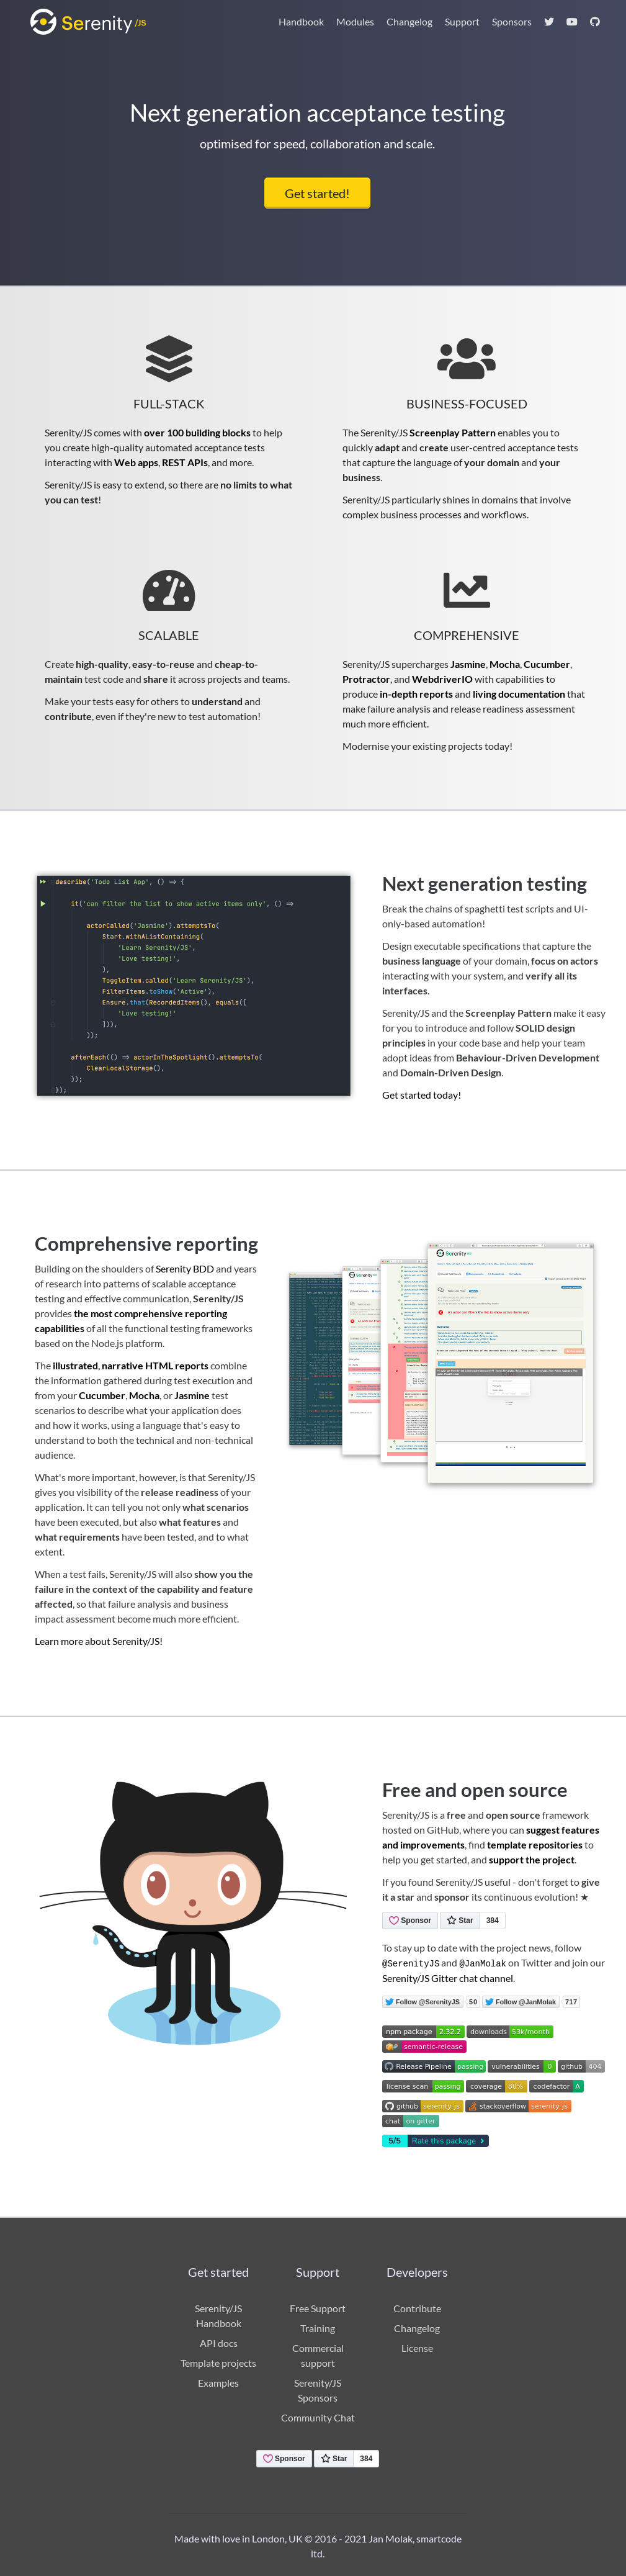 Serenity/JS
Handbook Modules Changelog Support Sponsors
Next generation acceptance testing
optimised for speed, collaboration and scale.
Get started!
FULL-STACK
Serenity/JS comes with over 100 building blocks to help
you create high-quality automated acceptance tests
interacting with Web apps, REST APIs, and more.
Serenity/JS is easy to extend, so there are no limits to what
you can test!
BUSINESS-FOCUSED
The Serenity/JS Screenplay Pattern enables you to
quickly adapt and create user-centred acceptance tests
that capture the language of your domain and your
business.
Serenity/JS particularly shines in domains that involve
complex business processes and workflows.
SCALABLE
Create high-quality, easy-to-reuse and cheap-to-
maintain test code and share it across projects and teams.
Make your tests easy for others to understand and
contribute, even if they're new to test automation!
COMPREHENSIVE
Serenity/JS supercharges Jasmine, Mocha, Cucumber,
Protractor, and WebdriverIO with capabilities to
produce in-depth reports and living documentation that
make failure analysis and release readiness assessment
much more efficient.
Modernise your existing projects today!
describe('Todo List App', () => {
it('can filter the list to show active items only', () =>
actorCalled('Jasmine').attemptsTo(
Start.withAListContaining(
'Learn Serenity/JS',
'Love testing!',
),
ToggleItem.called('Learn Serenity/JS'),
FilterItems.toShow('Active'),
Ensure.that(RecordedItems(), equals([
'Love testing!'
])),
));
afterEach(() => actorInTheSpotlight().attemptsTo(
ClearLocalStorage(),
));
});
Next generation testing
Break the chains of spaghetti test scripts and UI-
only-based automation!
Design executable specifications that capture the
business language of your domain, focus on actors
interacting with your system, and verify all its
interfaces.
Serenity/JS and the Screenplay Pattern make it easy
for you to introduce and follow SOLID design
principles in your code base and help your team
adopt ideas from Behaviour-Driven Development
and Domain-Driven Design.
Get started today!
Comprehensive reporting
Building on the shoulders of Serenity BDD and years
of research into patterns of scalable acceptance
testing and effective communication, Serenity/JS
provides the most comprehensive reporting
capabilities of all the functional testing frameworks
based on the Node.js platform.
The illustrated, narrative HTML reports combine
the information gathered during test execution and
from your Cucumber, Mocha, or Jasmine test
scenarios to describe what your application does
and how it works, using a language that's easy to
understand to both the technical and non-technical
audience.
What's more important, however, is that Serenity/JS
gives you visibility of the release readiness of your
application. It can tell you not only what scenarios
have been executed, but also what features and
what requirements have been tested, and to what
extent.
When a test fails, Serenity/JS will also show you the
failure in the context of the capability and feature
affected, so that failure analysis and business
impact assessment become much more efficient.
Learn more about Serenity/JS!
Free and open source
Serenity/JS is a free and open source framework
hosted on GitHub, where you can suggest features
and improvements, find template repositories to
help you get started, and support the project.
If you found Serenity/JS useful - don't forget to give
it a star and sponsor its continuous evolution! ★
Sponsor Star 384
To stay up to date with the project news, follow
@SerenityJS and @JanMolak on Twitter and join our
Serenity/JS Gitter chat channel.
Follow @SerenityJS 50 Follow @JanMolak 717
npm package 2.32.2 downloads 53k/month
semantic-release
Release Pipeline passing vulnerabilities 0 github 404
license scan passing coverage 80% codefactor A
github serenity-js stackoverflow serenity-js
chat on gitter
5/5 Rate this package
Get started
Serenity/JS
Handbook
API docs
Template projects
Examples
Support
Free Support
Training
Commercial
support
Serenity/JS
Sponsors
Community Chat
Developers
Contribute
Changelog
License
Sponsor Star 384
Made with love in London, UK © 2016 - 2021 Jan Molak, smartcode
ltd.